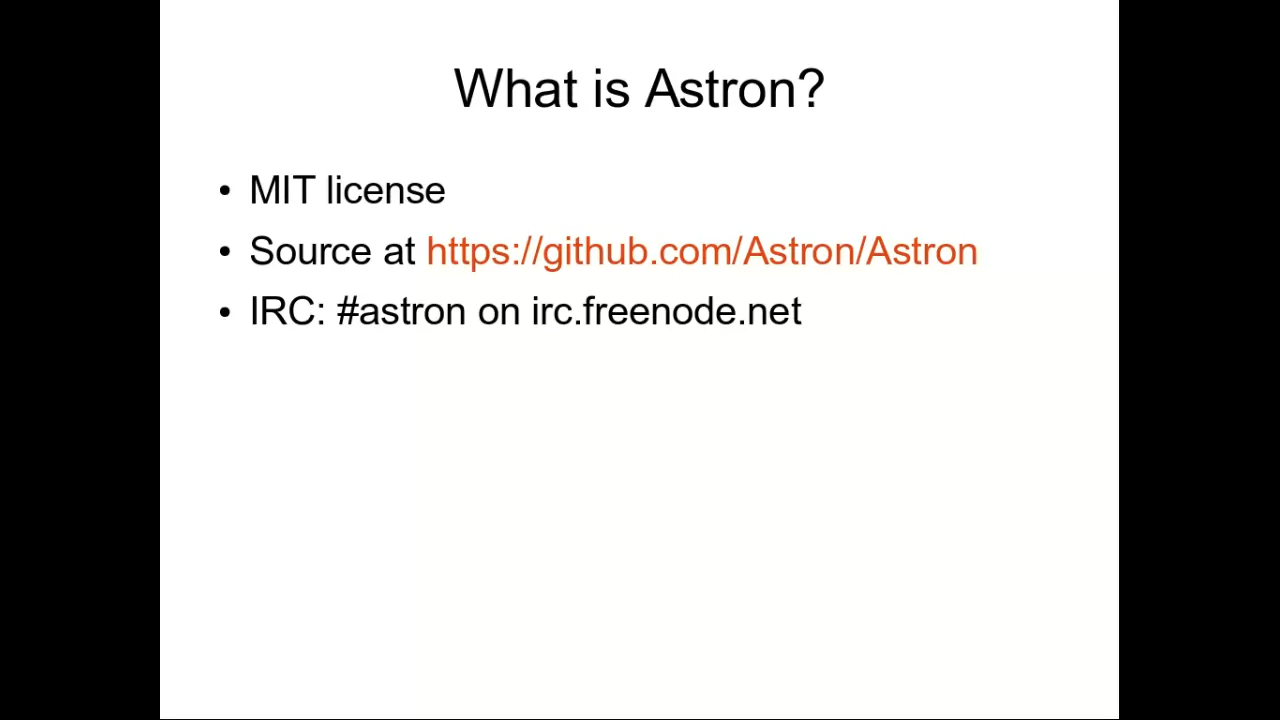 What is Astron?
• MIT license
• Source at https://github.com/Astron/Astron
• IRC: #astron on irc.freenode.net